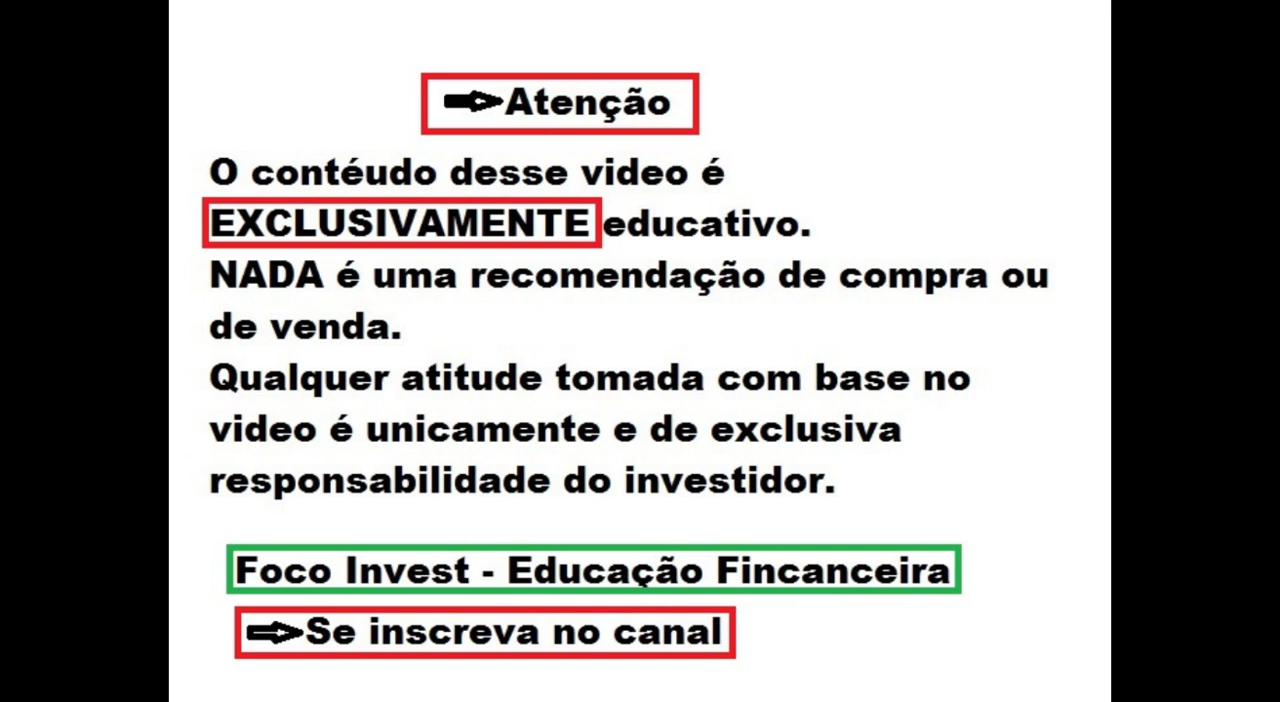 Atenção
O contéudo desse video é
EXCLUSIVAMENTE educativo.
NADA é uma recomendação de compra ou
de venda.
Qualquer atitude tomada com base no
video é unicamente e de exclusiva
responsabilidade do investidor.
Foco Invest - Educação Fincanceira
Se inscreva no canal